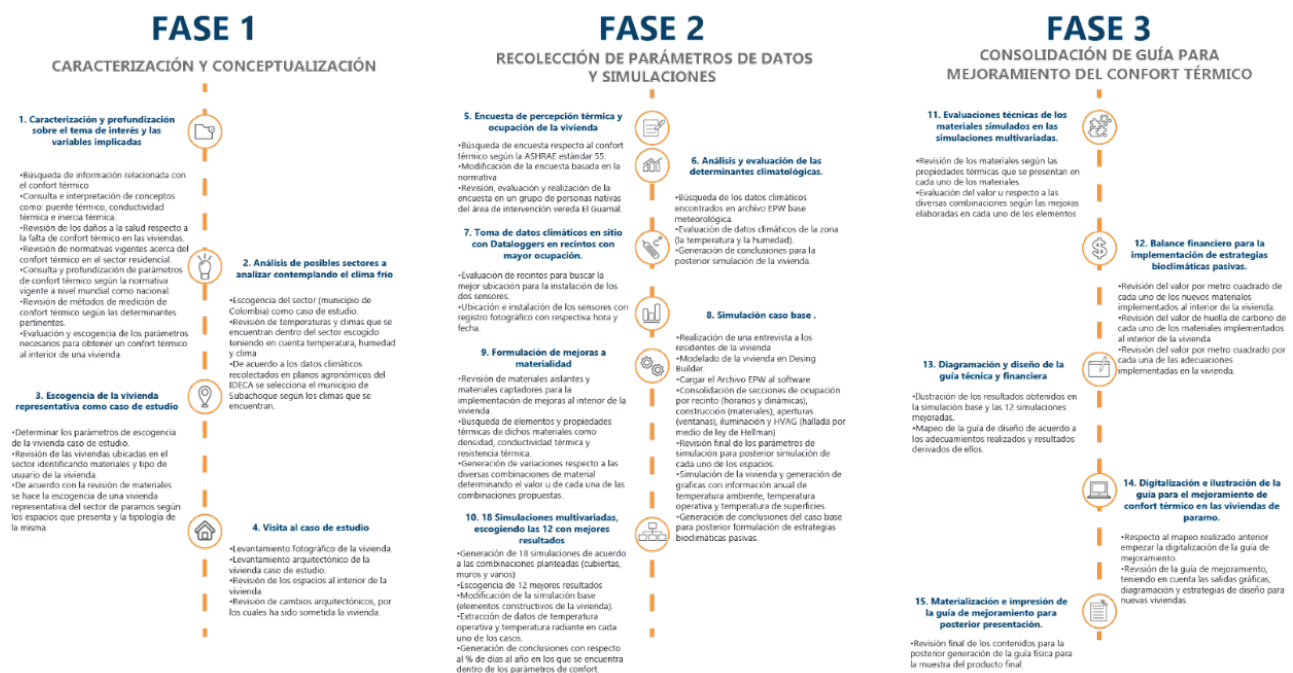 FASE 1
CARACTERIZACIÓN Y CONCEPTUALIZACIÓN
1. Caracterización y profundización
sobre el tema de interés y las
variables implicadas
•Búsqueda de información relacionada con
el confort térmico
•Consulta e interpretación de conceptos
como: puente térmico, conductividad
térmica e inercia térmica.
•Revisión de los daños a la salud respecto a
la falta de confort térmico en las viviendas.
•Revisión de normativas vigentes acerca del
confort térmico en el sector residencial.
•Consulta y profundización de parámetros
de confort térmico según la normativa
vigente a nivel mundial como nacional.
•Revisión de métodos de medición de
confort térmico según las determinantes
pertinentes.
•Evaluación y escogencia de los parámetros
necesarios para obtener un confort térmico
al interior de una vivienda.
2. Análisis de posibles sectores a
analizar contemplando el clima frío
•Escogencia del sector (municipio de
Colombia) como caso de estudio.
•Revisión de temperaturas y climas que se
encuentran dentro del sector escogido
teniendo en cuenta temperatura, humedad
y clima
•De acuerdo a los datos climáticos
recolectados en planos agronómicos del
IDECA se selecciona el municipio de
Subachoque según los climas que se
encuentran.
3. Escogencia de la vivienda
representativa como caso de estudio
•Determinar los parámetros de escogencia
de la vivienda caso de estudio.
•Revisión de las viviendas ubicadas en el
sector identificando materiales y tipo de
usuario de la vivienda.
•De acuerdo con la revisión de materiales
se hace la escogencia de una vivienda
representativa del sector de paramos según
los espacios que presenta y la tipología de
la misma.
4. Visita al caso de estudio
•Levantamiento fotográfico de la vivienda.
•Levantamiento arquitectónico de la
vivienda caso de estudio.
•Revisión de los espacios al interior de la
vivienda.
•Revisión de cambios arquitectónicos, por
los cuales ha sido sometida la vivienda.
FASE 2
RECOLECCIÓN DE PARÁMETROS DE DATOS
Y SIMULACIONES
5. Encuesta de percepción térmica y
ocupación de la vivienda
•Búsqueda de encuesta respecto al confort
térmico según la ASHRAE estándar 55.
•Modificación de la encuesta basada en la
normativa
•Revisión, evaluación y realización de la
encuesta en un grupo de personas nativas
del área de intervención vereda El Guamal.
6. Análisis y evaluación de las
determinantes climatológicas.
•Búsqueda de los datos climáticos
encontrados en archivo EPW base
meteorológica.
•Evaluación de datos climáticos de la zona
(la temperatura y la humedad).
•Generación de conclusiones para la
posterior simulación de la vivienda.
7. Toma de datos climáticos en sitio
con Dataloggers en recintos con
mayor ocupación.
•Evaluación de recintos para buscar la
mejor ubicación para la instalación de los
dos sensores.
•Ubicación e instalación de los sensores con
registro fotográfico con respectiva hora y
fecha.
8. Simulación caso base .
•Realización de una entrevista a los
residentes de la vivienda
•Modelado de la vivienda en Desing
Builder.
•Cargar el Archivo EPW al software
•Consolidación de secciones de ocupación
por recinto (horarios y dinámicas),
construcción (materiales), aperturas
(ventanas), iluminación y HVAG (hallada por
medio de ley de Hellman)
•Revisión final de los parámetros de
simulación para posterior simulación de
cada uno de los espacios.
•Simulación de la vivienda y generación de
graficas con información anual de
temperatura ambiente, temperatura
operativa y temperatura de superficies.
•Generación de conclusiones del caso base
para posterior formulación de estrategias
bioclimáticas pasivas.
9. Formulación de mejoras a
materialidad
•Revisión de materiales aislantes y
materiales captadores para la
implementación de mejoras al interior de la
vivienda.
•Búsqueda de elementos y propiedades
térmicas de dichos materiales como
densidad, conductividad térmica y
resistencia térmica.
•Generación de variaciones respecto a las
diversas combinaciones de material
determinando el valor u de cada una de las
combinaciones propuestas.
10. 18 Simulaciones multivariadas,
escogiendo las 12 con mejores
resultados
•Generación de 18 simulaciones de acuerdo
a las combinaciones planteadas (cubiertas,
muros y vanos)
•Escogencia de 12 mejores resultados
•Modificación de la simulación base
(elementos constructivos de la vivienda).
•Extracción de datos de temperatura
operativa y temperatura radiante en cada
uno de los casos.
•Generación de conclusiones con respecto
al % de días al año en los que se encuentra
dentro de los parámetros de confort.
FASE 3
CONSOLIDACIÓN DE GUÍA PARA
MEJORAMIENTO DEL CONFORT TÉRMICO
11. Evaluaciones técnicas de los
materiales simulados en las
simulaciones multivariadas.
•Revisión de los materiales según las
propiedades térmicas que se presentan en
cada uno de los materiales.
•Evaluación del valor u respecto a las
diversas combinaciones según las mejoras
elaboradas en cada uno de los elementos
12. Balance financiero para la
implementación de estrategias
bioclimáticas pasivas.
•Revisión del valor por metro cuadrado de
cada uno de los nuevos materiales
implementados al interior de la vivienda.
•Revisión del valor de huella de carbono de
cada uno de los materiales implementados
al interior de la vivienda.
•Revisión del valor por metro cuadrado por
cada una de las adecuaciones
implementadas en la vivienda.
13. Diagramación y diseño de la
guía técnica y financiera
•Ilustración de los resultados obtenidos en
la simulación base y las 12 simulaciones
mejoradas.
•Mapeo de la guía de diseño de acuerdo a
los adecuamientos realizados y resultados
derivados de ellos.
14. Digitalización e ilustración de la
guía para el mejoramiento de
confort térmico en las viviendas de
paramo.
•Respecto al mapeo realizado anterior
empezar la digitalización de la guía de
mejoramiento.
•Revisión de la guía de mejoramiento,
teniendo en cuenta las salidas gráficas,
diagramación y estrategias de diseño para
nuevas viviendas.
15. Materialización e impresión de
la guía de mejoramiento para
posterior presentación.
•Revisión final de los contenidos para la
posterior generación de la guía física para
la muestra del producto final.